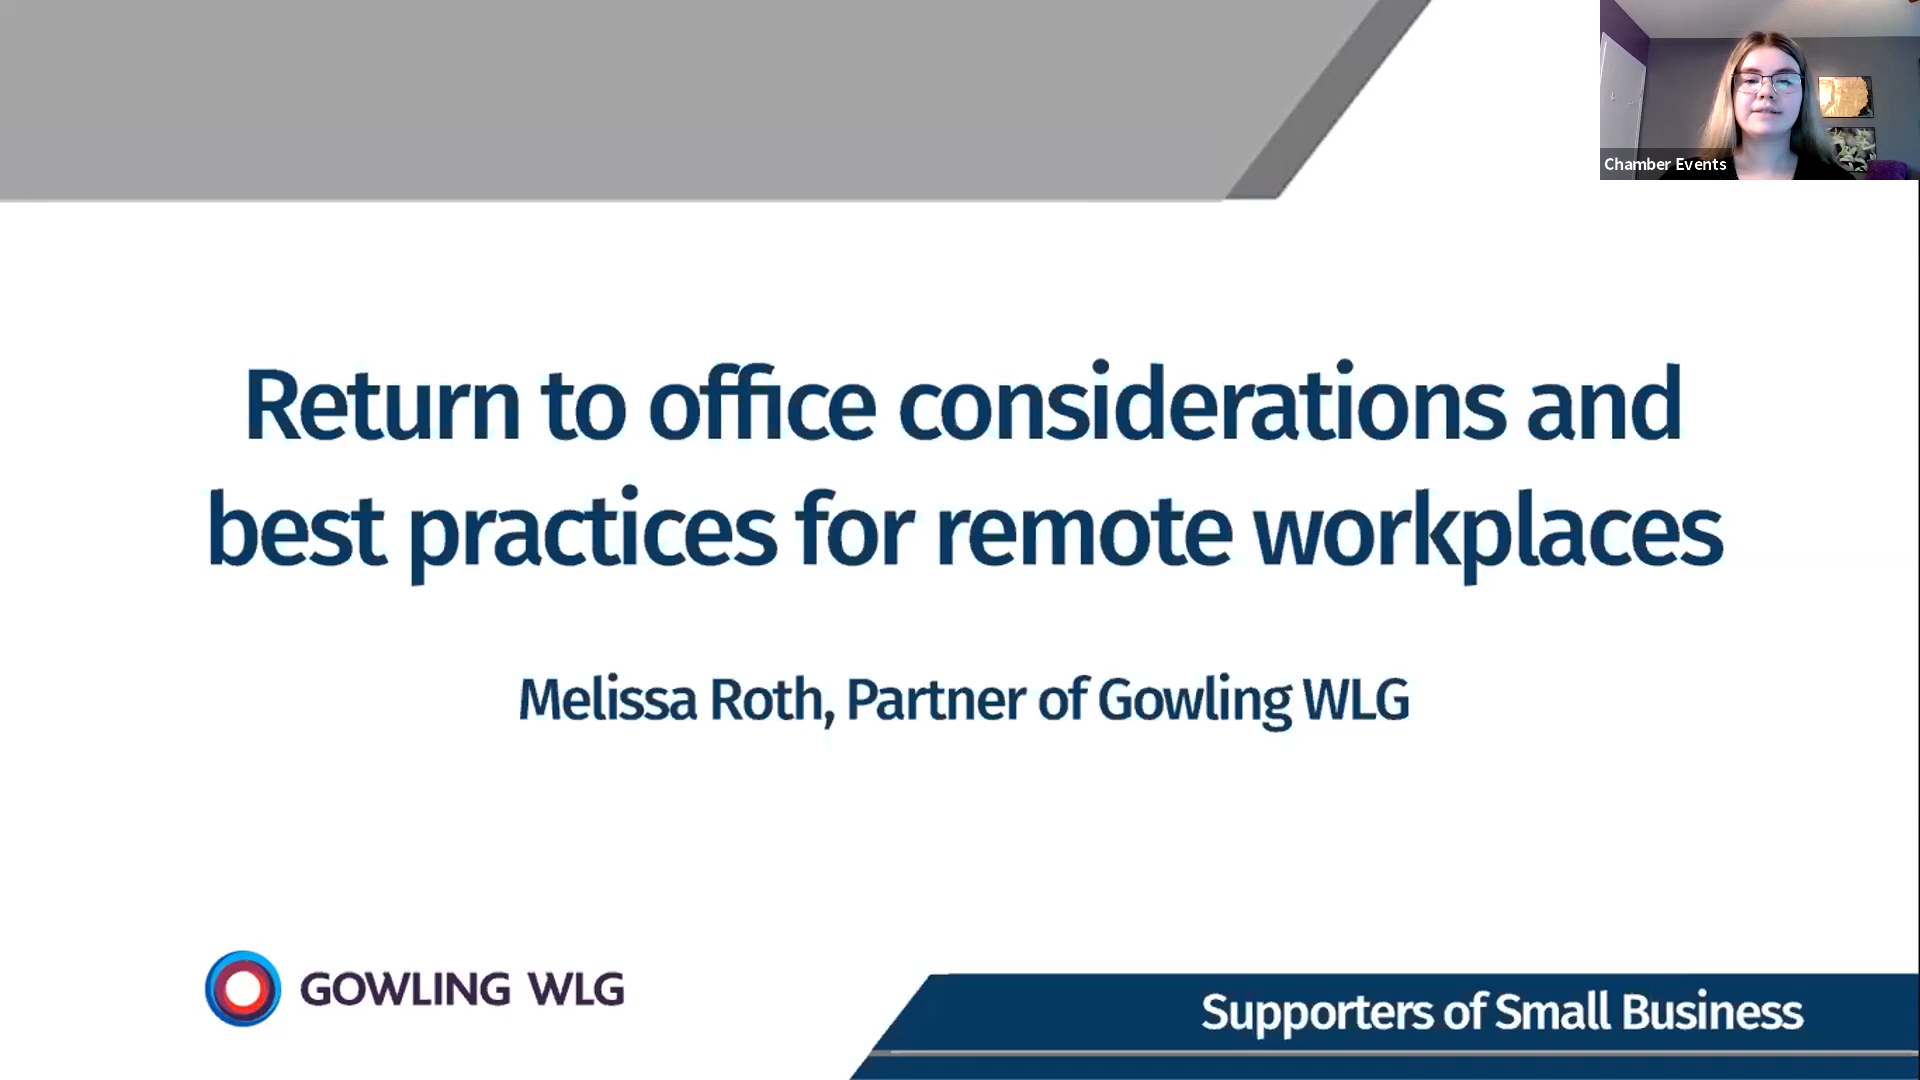 Chamber Events
Return to office considerations and
best practices for remote workplaces
Melissa Roth, Partner of Gowling WLG
GOWLING WLG
Supporters of Small Business